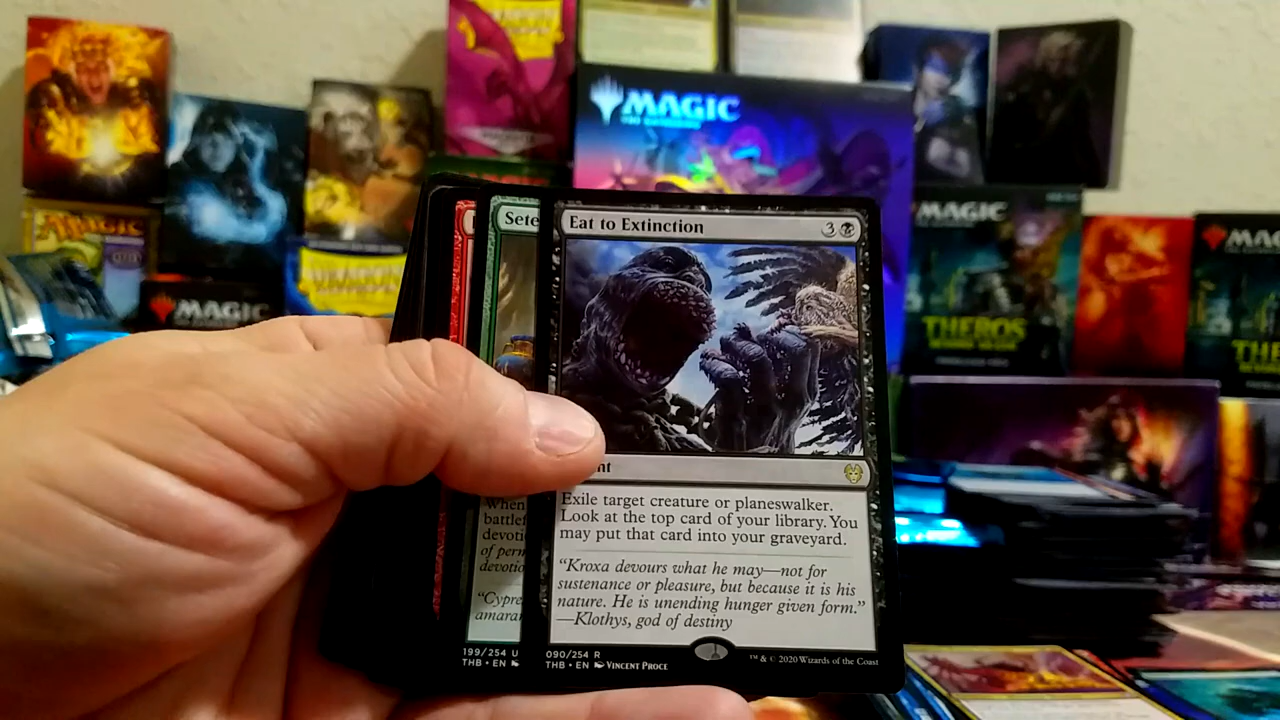 MAGIC
MAGIC
MAGIC
MAGIC
THEROS
Eat to Extinction 3
Sete
Exile target creature or planeswalker.
Look at the top card of your library. You
may put that card into your graveyard.
“Kroxa devours what he may—not for
sustenance or pleasure, but because it is his
nature. He is unending hunger given form.”
—Klothys, god of destiny
When
battlef
devoti
of perm
devotio
“Cypre
amaran
199/254 U
THB • EN
090/254 R
THB • EN VINCENT PROCE
™ & © 2020 Wizards of the Coast